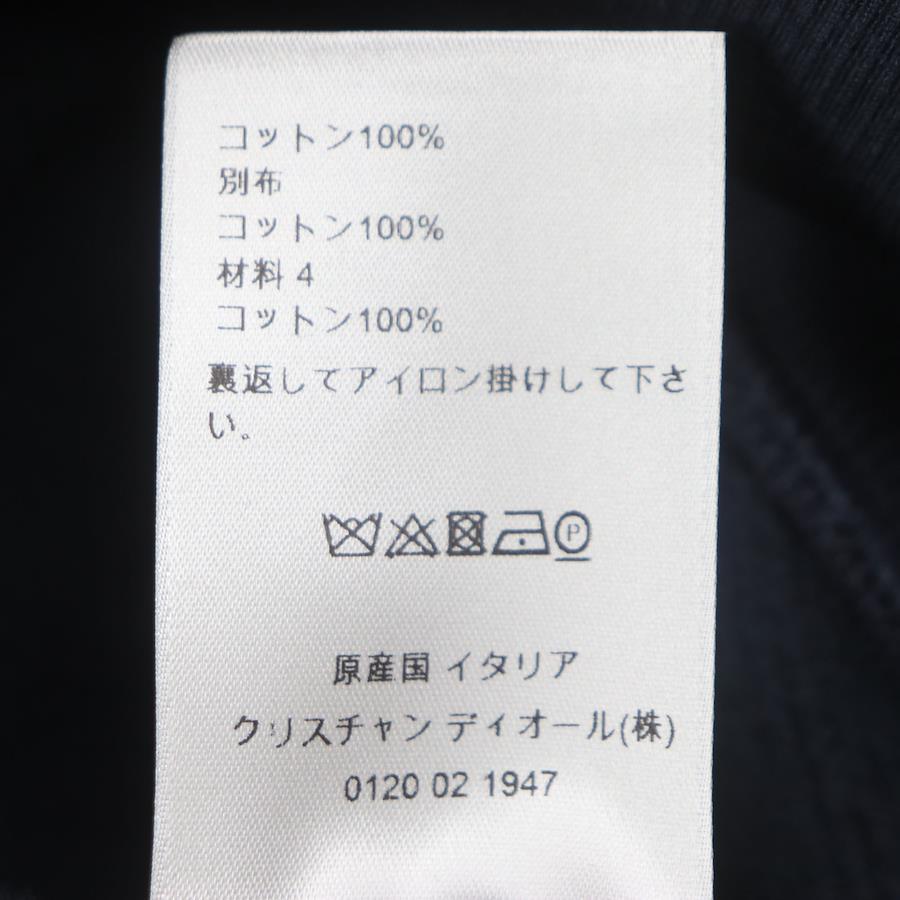 コットン100%
別布
コットン100%
材料 4
コットン100%
裏返してアイロン掛けして下さ
い。
P
原産国 イタリア
クリスチャン ディオール(株)
0120 02 1947